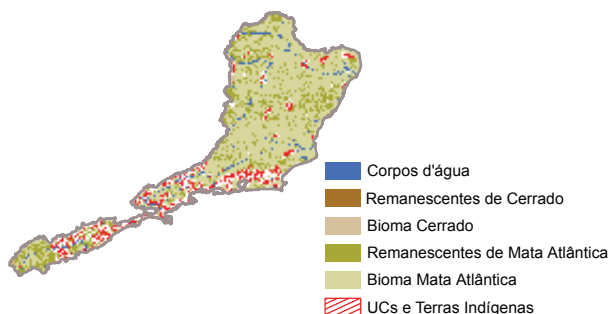 Corpos d'água
Remanescentes de Cerrado
Bioma Cerrado
Remanescentes de Mata Atlântica
Bioma Mata Atlântica
UCs e Terras Indígenas